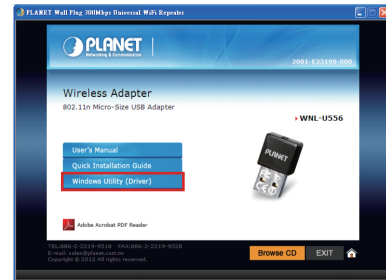 PLANET Wall Plug 300Mbps Universal WiFi Repeater
PLANET
Networking & Communication
2081-E22190-000
Wireless Adapter
802.11n Micro-Size USB Adapter
WNL-U556
User's Manual
Quick Installation Guide
Windows Utility (Driver)
PLANET
Adobe Acrobat PDF Reader
TEL:886-2-2219-9518 FAX:886-2-2219-9528
E-mail: sales@planet.com.tw
Copyright © 2012 All rights reserved.
Browse CD EXIT